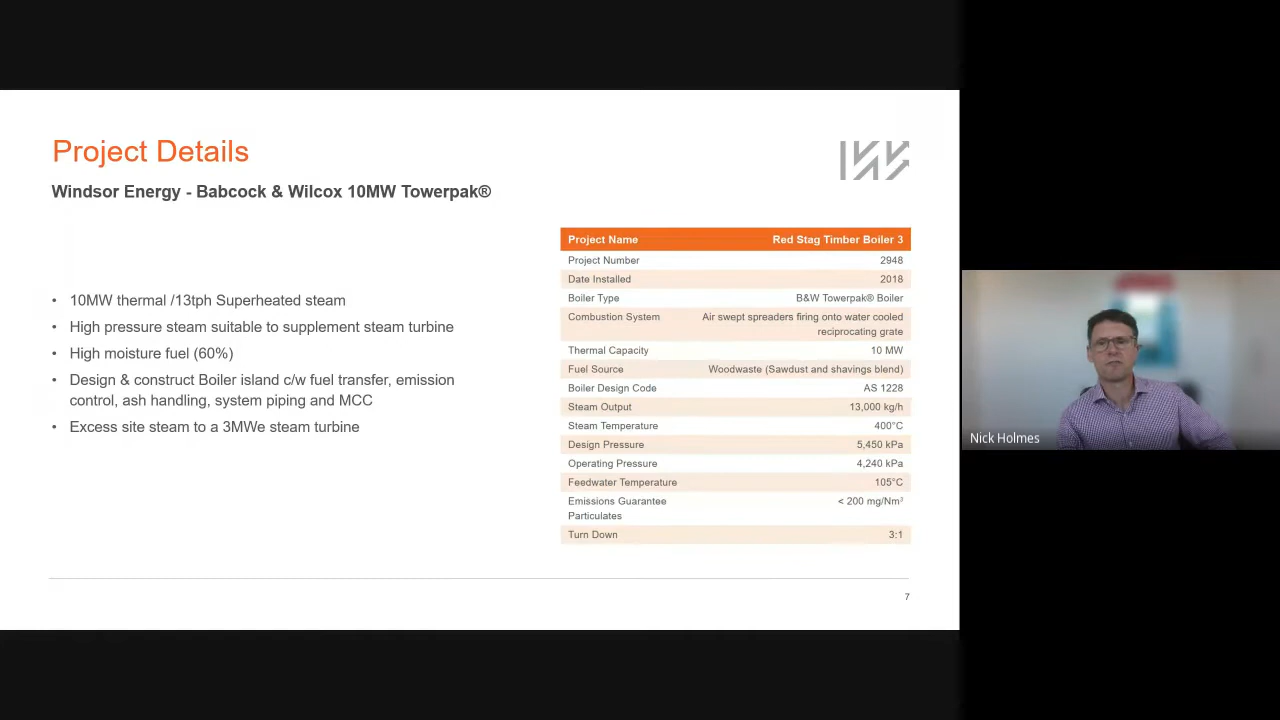 Project Details
Windsor Energy - Babcock & Wilcox 10MW Towerpak®
• 10MW thermal /13tph Superheated steam
• High pressure steam suitable to supplement steam turbine
• High moisture fuel (60%)
• Design & construct Boiler island c/w fuel transfer, emission
control, ash handling, system piping and MCC
• Excess site steam to a 3MWe steam turbine
Project Name Red Stag Timber Boiler 3
Project Number 2948
Date Installed 2018
Boiler Type B&W Towerpak® Boiler
Combustion System Air swept spreaders firing onto water cooled
reciprocating grate
Thermal Capacity 10 MW
Fuel Source Woodwaste (Sawdust and shavings blend)
Boiler Design Code AS 1228
Steam Output 13,000 kg/h
Steam Temperature 400°C
Design Pressure 5,450 kPa
Operating Pressure 4,240 kPa
Feedwater Temperature 105°C
Emissions Guarantee < 200 mg/Nm³
Particulates
Turn Down 3:1
7
Nick Holmes